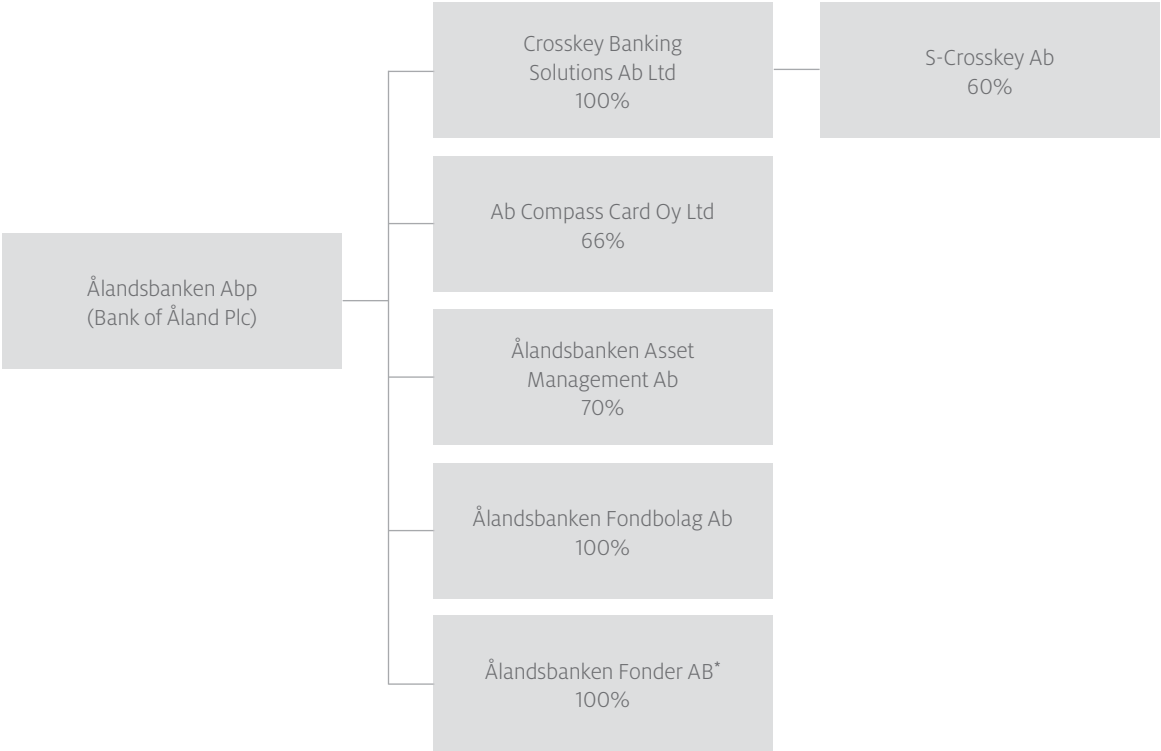 Ålandsbanken Abp
(Bank of Åland Plc)
Crosskey Banking
Solutions Ab Ltd
100%
S-Crosskey Ab
60%
Ab Compass Card Oy Ltd
66%
Ålandsbanken Asset
Management Ab
70%
Ålandsbanken Fondbolag Ab
100%
Ålandsbanken Fonder AB*
100%